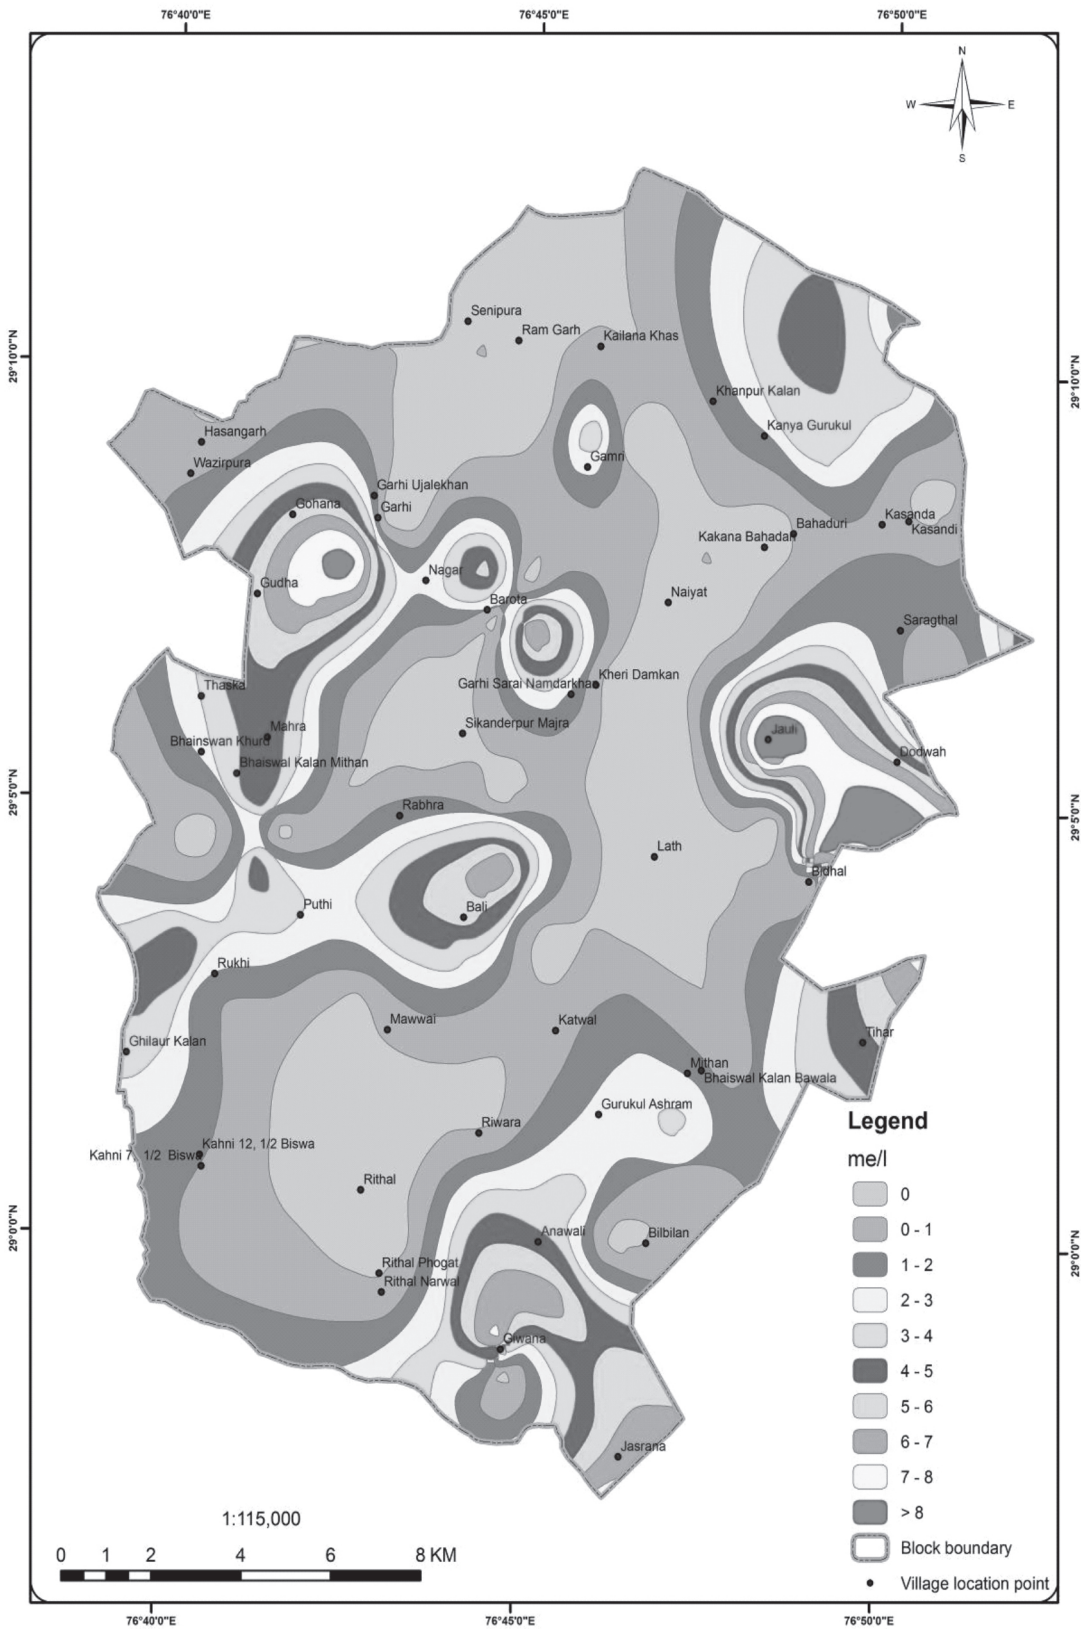 76°40'0"E
76°45'0"E
76°50'0"E
N
W
E
S
29°10'0"N
29°10'0"N
Senipura
Ram Garh
Kailana Khas
Khanpur Kalan
Kanya Gurukul
Hasangarh
Wazirpura
Gamri
Garhi Ujalekhan
Gohana
Garhi
Kasanda
Kasandi
Bahaduri
Kakana Bahadari
Nagar
Gudha
Naiyat
Barota
Saragthal
Kheri Damkan
Garhi Sarai Namdarkhan
Thaska
Sikanderpur Majra
Mahra
Jauli
Bhainswan Khurd
Dodwah
Bhaiswal Kalan Mithan
29°5'0"N
29°5'0"N
Rabhra
Lath
Bidhal
Puthi
Bali
Rukhi
Mawwai
Katwal
Tihar
Ghilaur Kalan
Mithan
Bhaiswal Kalan Bawala
Gurukul Ashram
Riwara
Kahni 12, 1/2 Biswa
Kahni 7, 1/2 Biswa
Rithal
29°0'0"N
29°0'0"N
Anawali
Bilbilan
Rithal Phogat
Rithal Narwal
Giwana
Jasrana
Legend
me/l
0
0 - 1
1 - 2
2 - 3
3 - 4
4 - 5
5 - 6
6 - 7
7 - 8
> 8
Block boundary
Village location point
1:115,000
0 1 2 4 6 8 KM
76°40'0"E
76°45'0"E
76°50'0"E